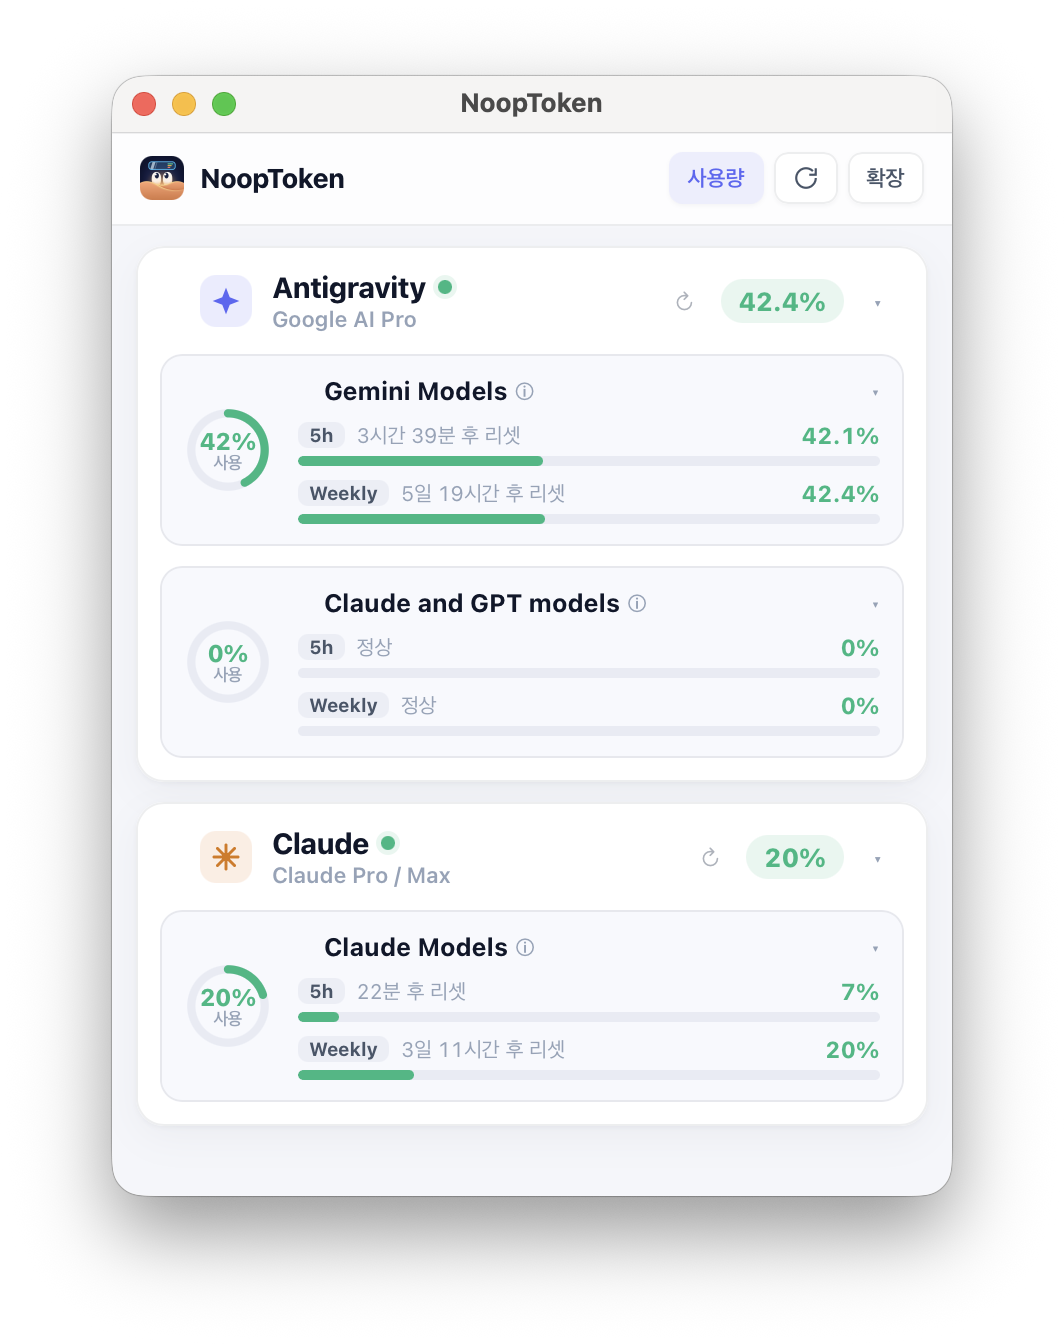 NoopToken
NoopToken 사용량 확장
Antigravity
Google AI Pro
42.4%
Gemini Models
42%
사용
5h 3시간 39분 후 리셋 42.1%
Weekly 5일 19시간 후 리셋 42.4%
Claude and GPT models
0%
사용
5h 정상 0%
Weekly 정상 0%
Claude
Claude Pro / Max
20%
Claude Models
20%
사용
5h 22분 후 리셋 7%
Weekly 3일 11시간 후 리셋 20%